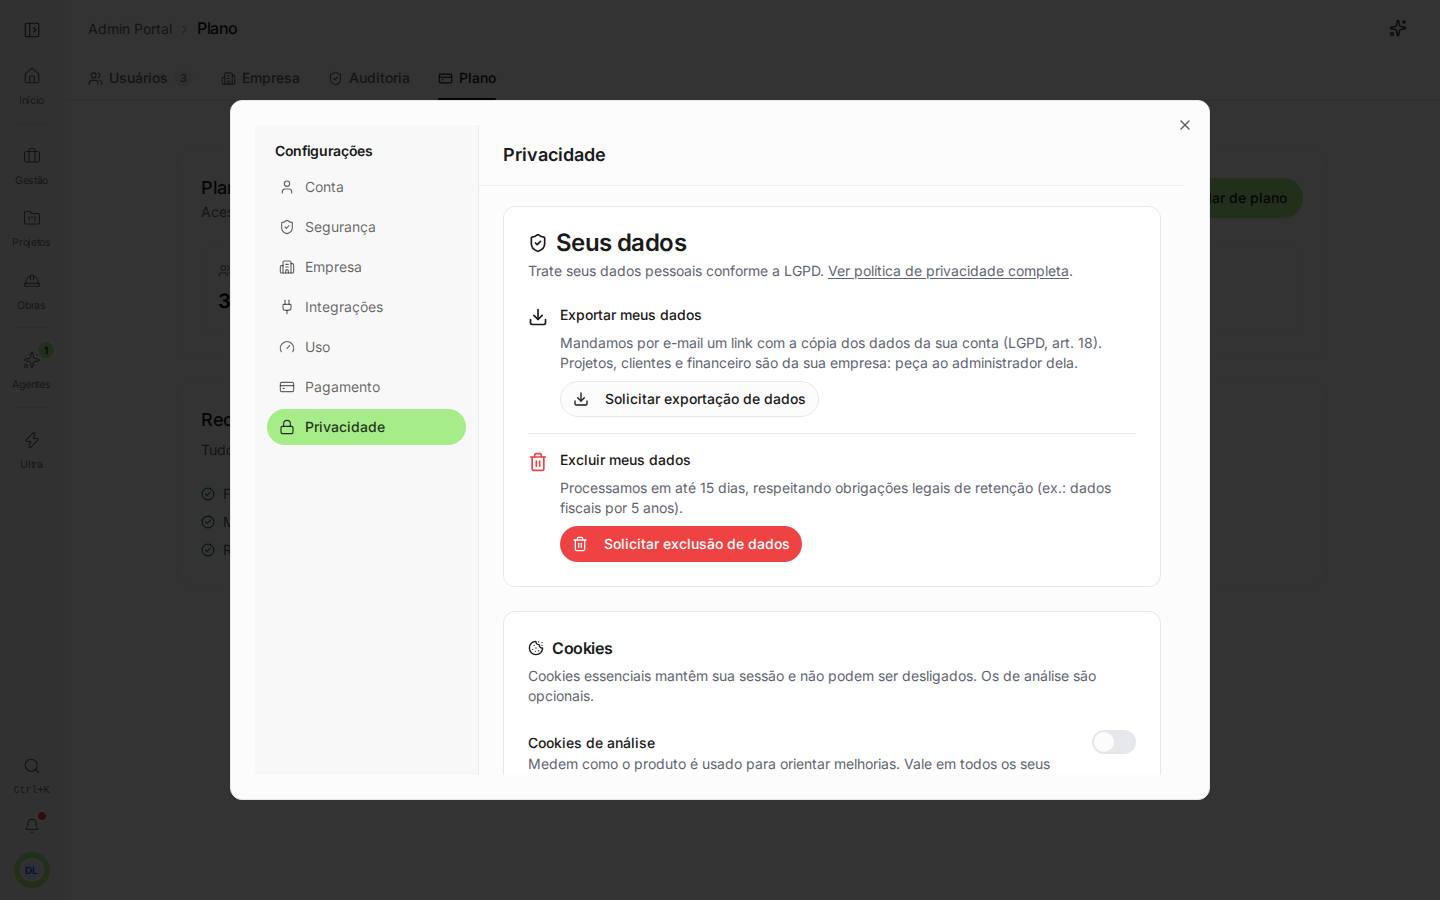 Admin Portal > Plano
Usuários 3
Empresa
Auditoria
Plano
Início
Gestão
Projetos
Obras
1
Agentes
Ultra
Ctrl+K
DL
ar de plano
3
Tudo
Configurações
Conta
Segurança
Empresa
Integrações
Uso
Pagamento
Privacidade
Privacidade
Seus dados
Trate seus dados pessoais conforme a LGPD. Ver política de privacidade completa.
Exportar meus dados
Mandamos por e-mail um link com a cópia dos dados da sua conta (LGPD, art. 18).
Projetos, clientes e financeiro são da sua empresa: peça ao administrador dela.
Solicitar exportação de dados
Excluir meus dados
Processamos em até 15 dias, respeitando obrigações legais de retenção (ex.: dados
fiscais por 5 anos).
Solicitar exclusão de dados
Cookies
Cookies essenciais mantêm sua sessão e não podem ser desligados. Os de análise são
opcionais.
Cookies de análise
Medem como o produto é usado para orientar melhorias. Vale em todos os seus